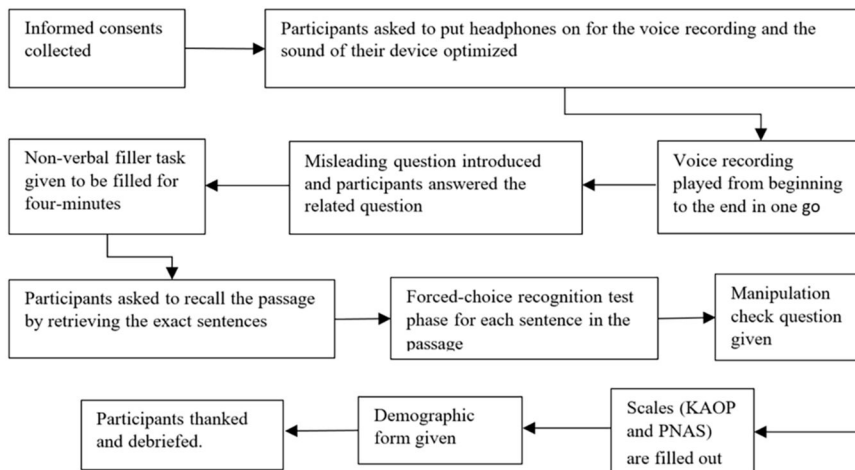 Informed consents
collected
Participants asked to put headphones on for the voice recording and the
sound of their device optimized
Voice recording
played from beginning
to the end in one go
Misleading question introduced
and participants answered the
related question
Non-verbal filler task
given to be filled for
four-minutes
Participants asked to recall the passage
by retrieving the exact sentences
Forced-choice recognition test
phase for each sentence in the
passage
Manipulation
check question
given
Scales (KAOP
and PNAS)
are filled out
Demographic
form given
Participants thanked
and debriefed.